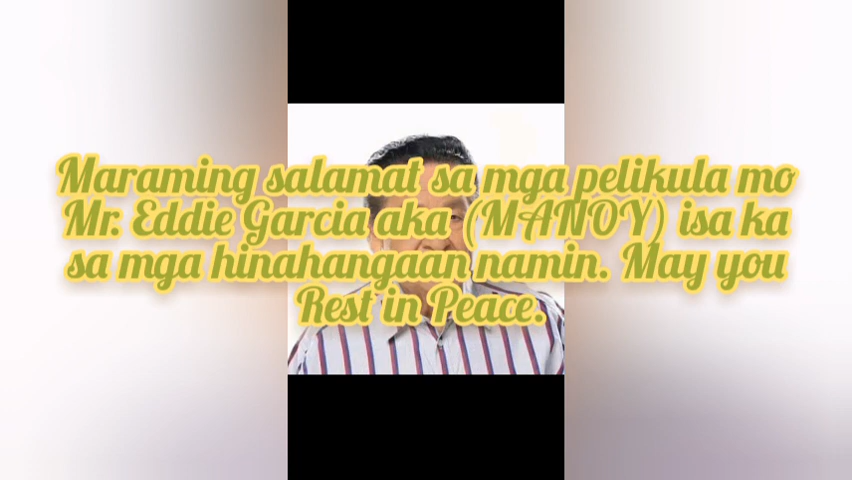 Maraming salamat sa mga pelikula mo
Mr. Eddie Garcia aka (MANOY) isa ka
sa mga hinahangaan namin. May you
Rest in Peace.